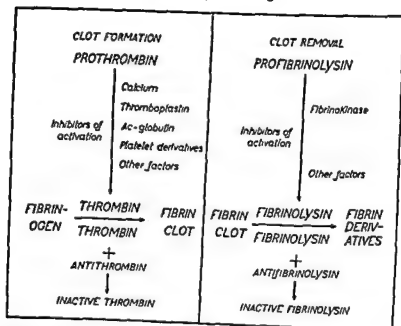 CLOT FORMATION
PROTHROMBIN
Calcium
Thromboplastin
Inhibitors of
activation
Ac-globulin
Platelet derivatives
Other factors
FIBRIN-
OGEN
THROMBIN
THROMBIN
FIBRIN
CLOT
+
ANTITHROMBIN
INACTIVE THROMBIN
CLOT REMOVAL
PROFIBRINOLYSIN
Fibrinokinase
Inhibitors of
activation
Other factors
FIBRIN
CLOT
FIBRINOLYSIN
FIBRINOLYSIN
FIBRIN
DERIV-
ATIVES
+
ANTIFIBRINOLYSIN
INACTIVE FIBRINOLYSIN